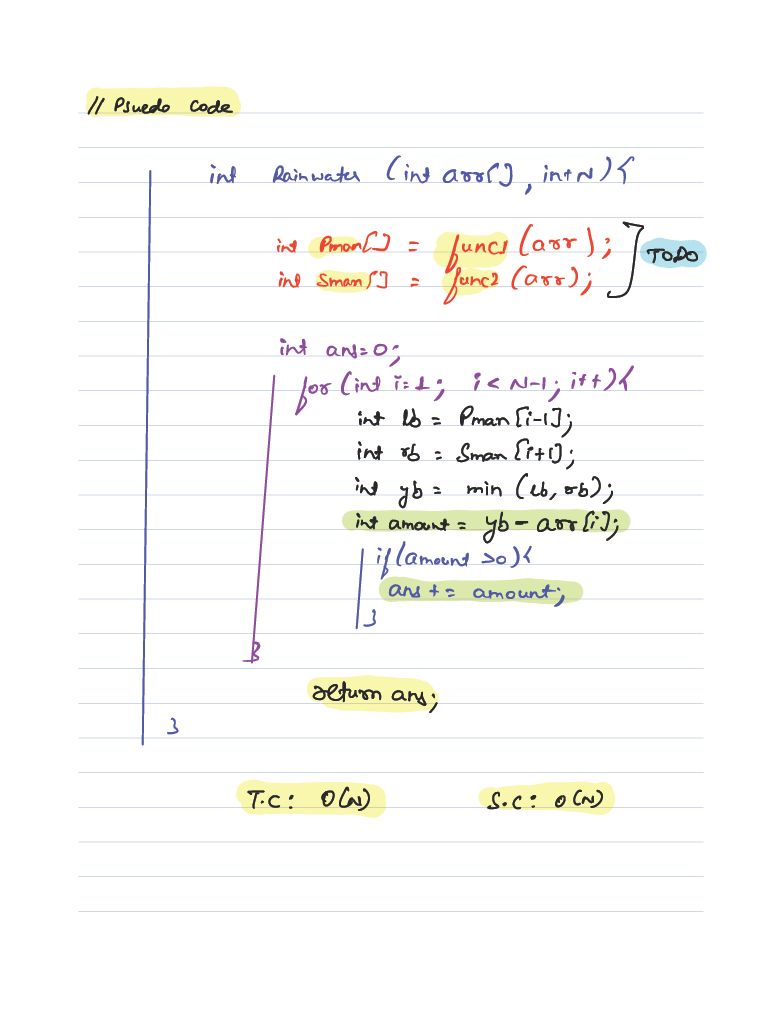 // Psuedo Code
int Rainwater (int arr[], int N){
int Pmax[] = func1 (arr);
int Smax[] = func2 (arr);
TODO
int ans=0;
for (int i=1; i< N-1; i++){
int lb = Pmax[i-1];
int rb = Smax[i+1];
int yb = min (lb, rb);
int amount = yb - arr[i];
if(amount >0){
ans += amount;
}
}
return ans;
}
T.C: O(N) S.C: O(N)